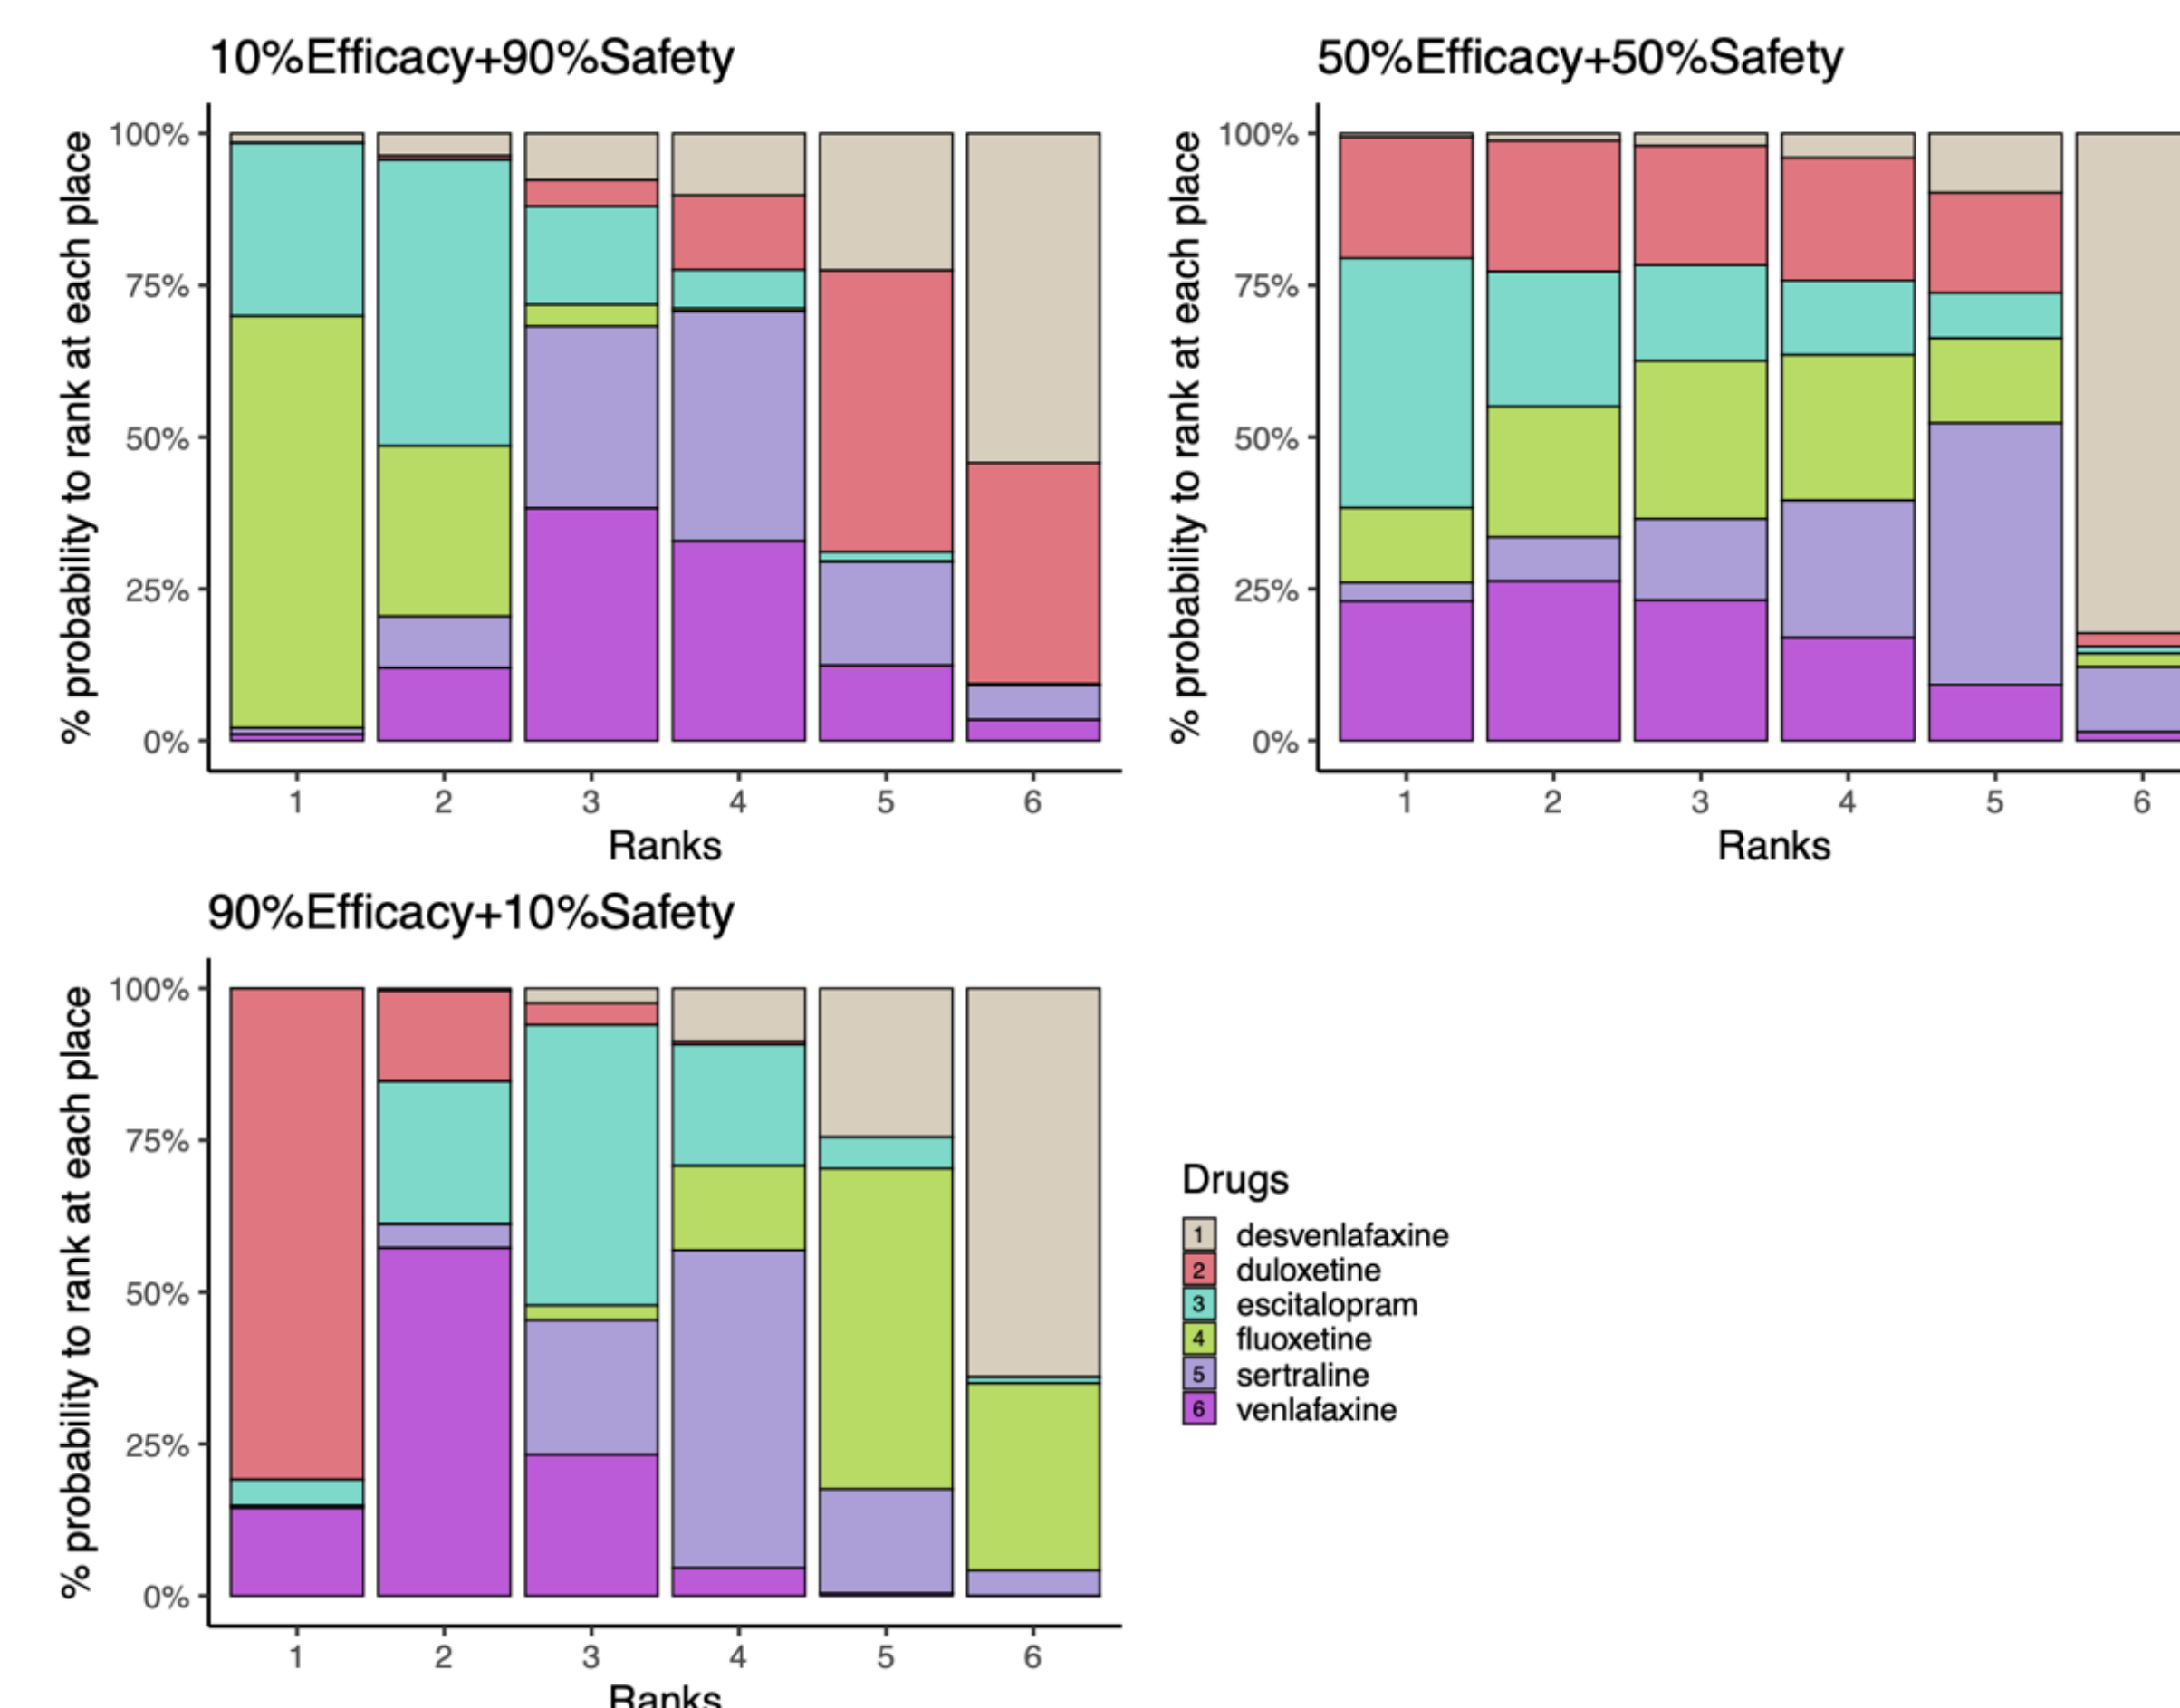 10%Efficacy+90%Safety
% probability to rank at each place
100%
75%
50%
25%
0%
1 2 3 4 5 6
Ranks
50%Efficacy+50%Safety
% probability to rank at each place
100%
75%
50%
25%
0%
1 2 3 4 5 6
Ranks
90%Efficacy+10%Safety
% probability to rank at each place
100%
75%
50%
25%
0%
1 2 3 4 5 6
Ranks
Drugs
1 desvenlafaxine
2 duloxetine
3 escitalopram
4 fluoxetine
5 sertraline
6 venlafaxine